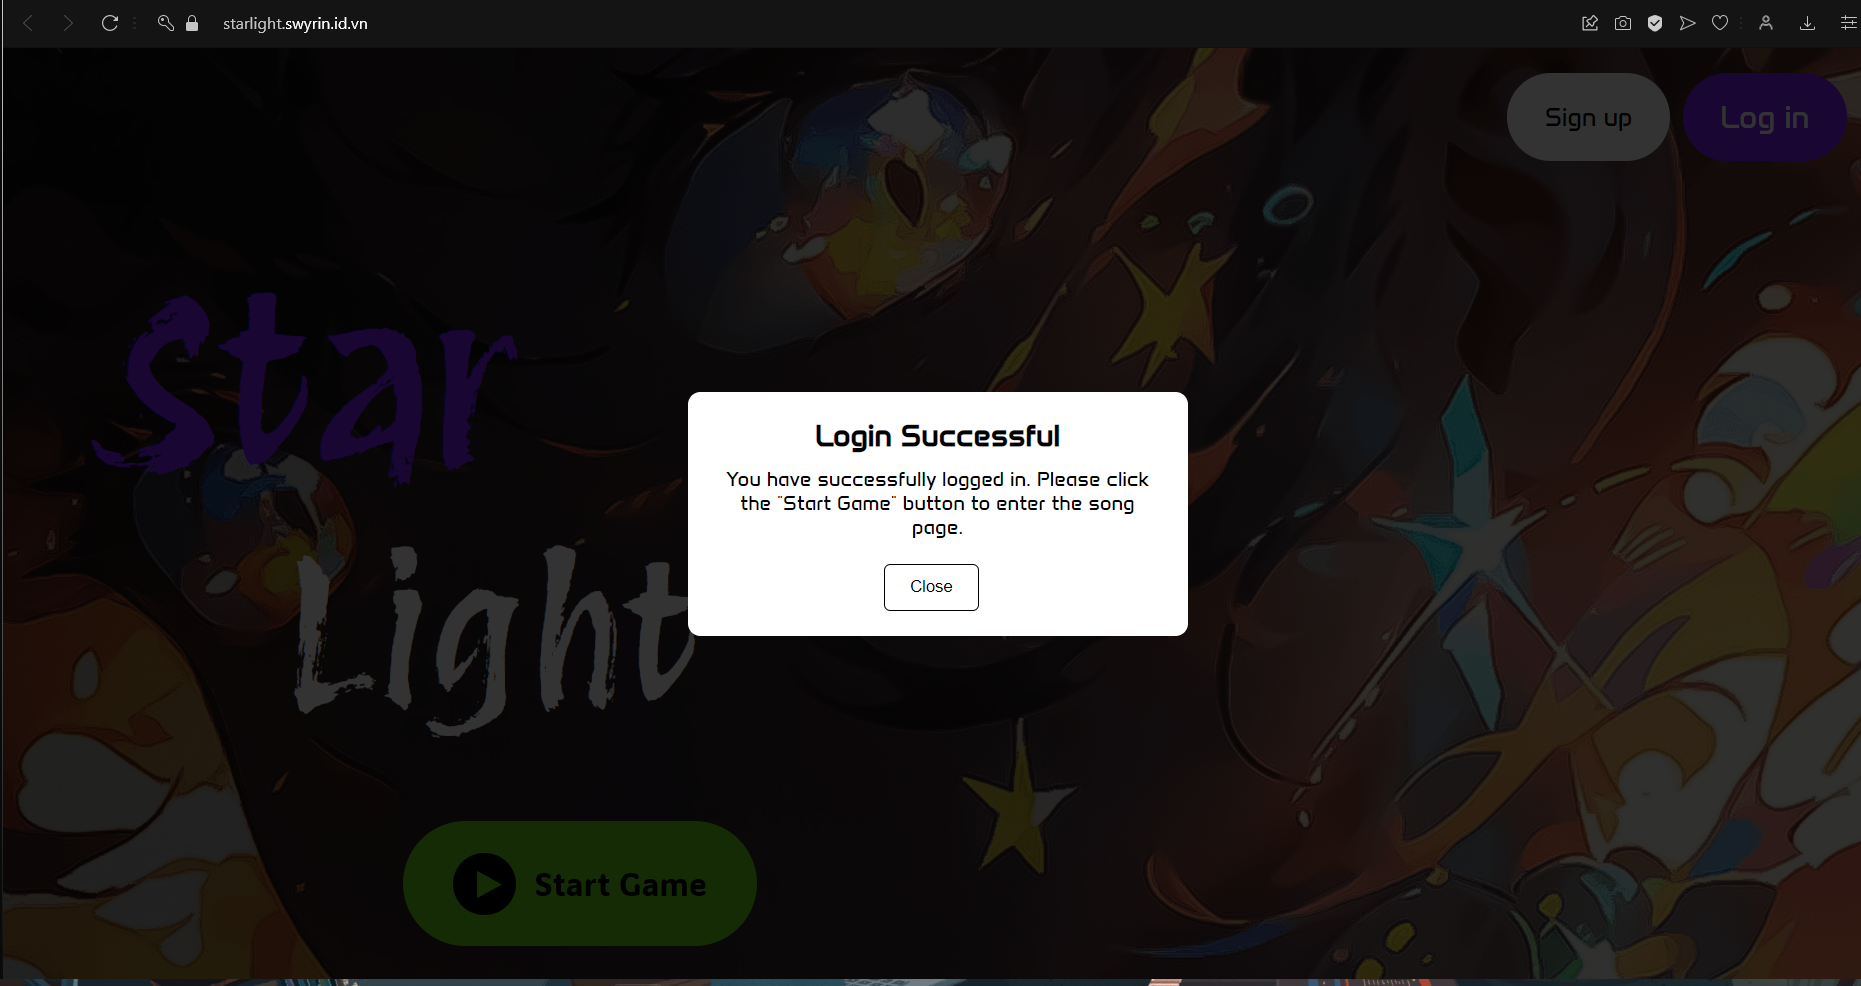 starlight.swyrin.id.vn
Sign up
Log in
Star
Light
Login Successful
You have successfully logged in. Please click
the "Start Game" button to enter the song
page.
Close
Start Game